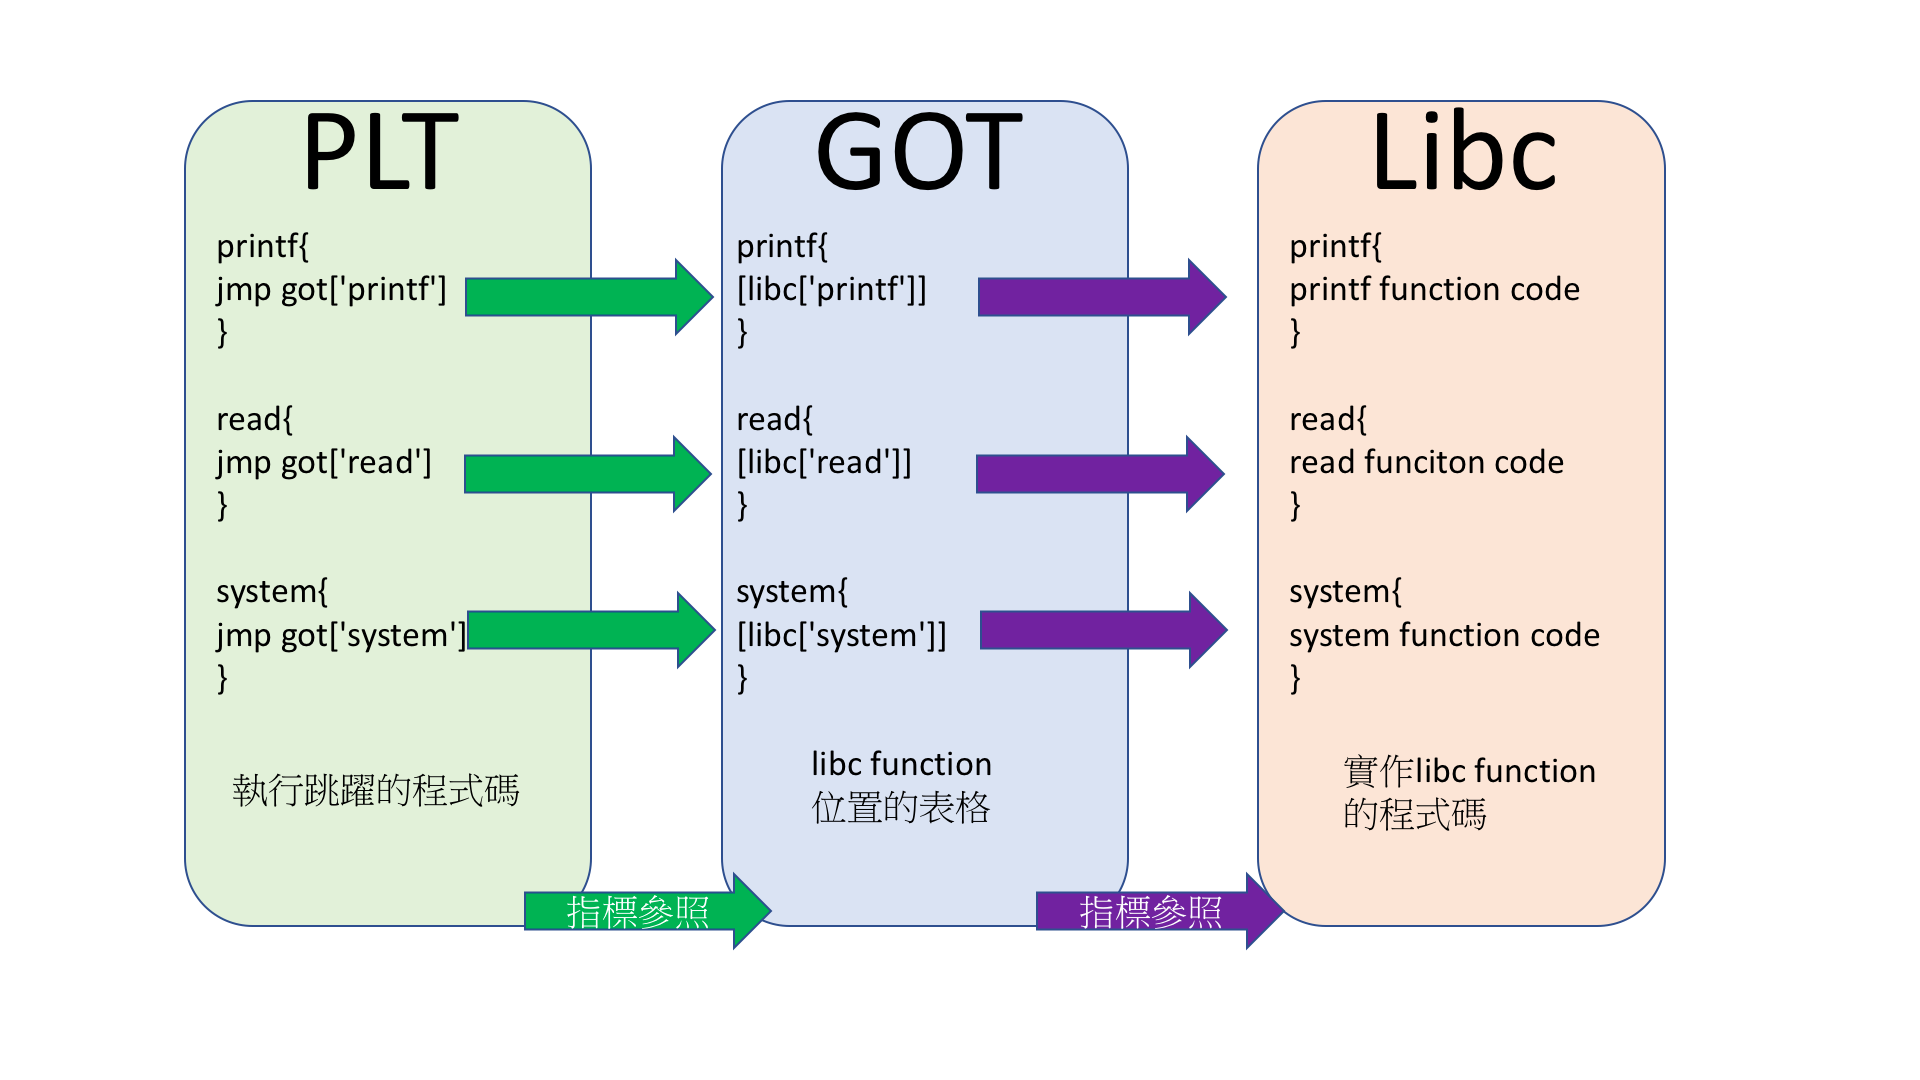 PLT
printf{
jmp got['printf']
}
read{
jmp got['read']
}
system{
jmp got['system']
}
執行跳躍的程式碼
指標參照
GOT
printf{
[libc['printf']]
}
read{
[libc['read']]
}
system{
[libc['system']]
}
libc function
位置的表格
指標參照
Libc
printf{
printf function code
}
read{
read funciton code
}
system{
system function code
}
實作libc function
的程式碼